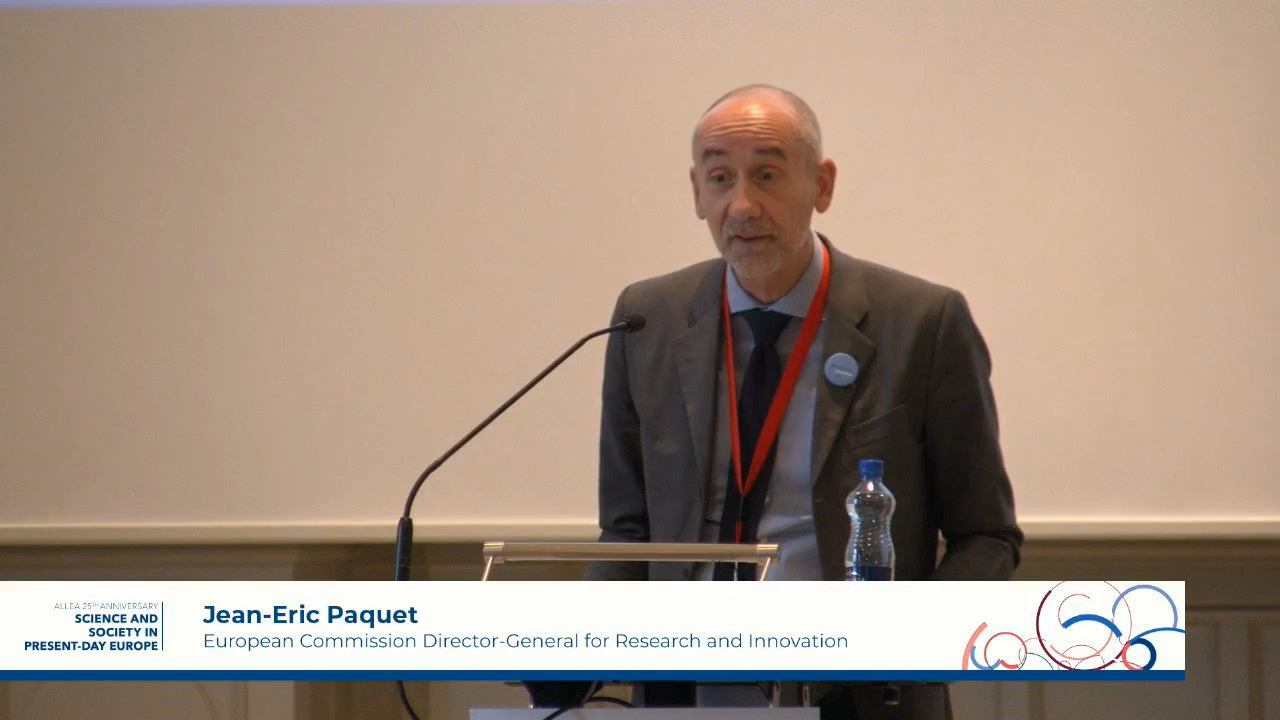 ALLEA 25TH ANNIVERSARY
SCIENCE AND
SOCIETY IN
PRESENT-DAY EUROPE
Jean-Eric Paquet
European Commission Director-General for Research and Innovation